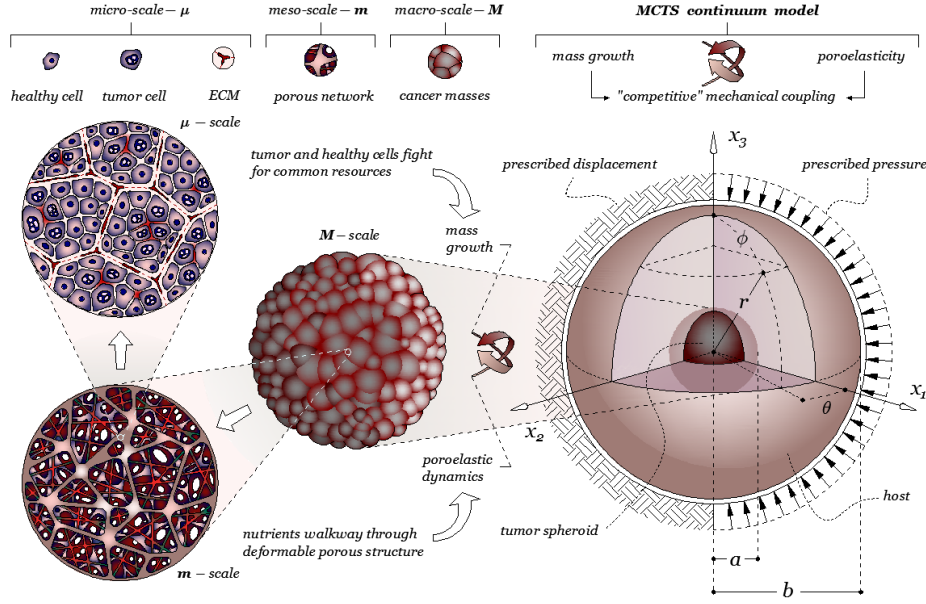 micro-scale – μ
meso-scale – m
macro-scale – M
MCTS continuum model
healthy cell
tumor cell
ECM
porous network
cancer masses
mass growth
poroelasticity
"competitive" mechanical coupling
μ – scale
tumor and healthy cells fight
for common resources
mass
growth
M – scale
poroelastic
dynamics
nutrients walkway through
deformable porous structure
m – scale
prescribed displacement
prescribed pressure
x3
ϕ
r
θ
x1
x2
tumor spheroid
host
a
b